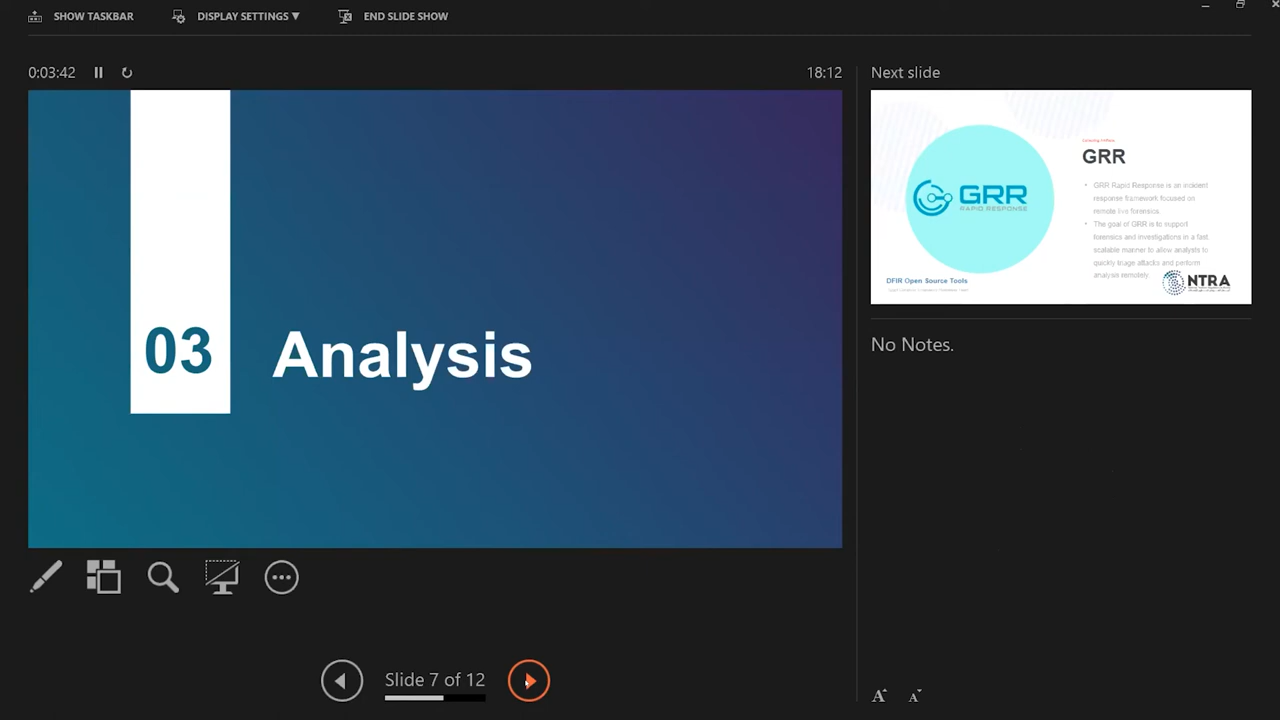 SHOW TASKBAR
DISPLAY SETTINGS ▼
END SLIDE SHOW
0:03:42
18:12
Next slide
03
Analysis
GRR
RAPID RESPONSE
GRR
• GRR Rapid Response is an incident
response framework focused on
remote live forensics.
• The goal of GRR is to support
forensics and investigations in a fast,
scalable manner to allow analysts to
quickly triage attacks and perform
analysis remotely.
DFIR Open Source Tools
NTRA
No Notes.
Slide 7 of 12
A
A